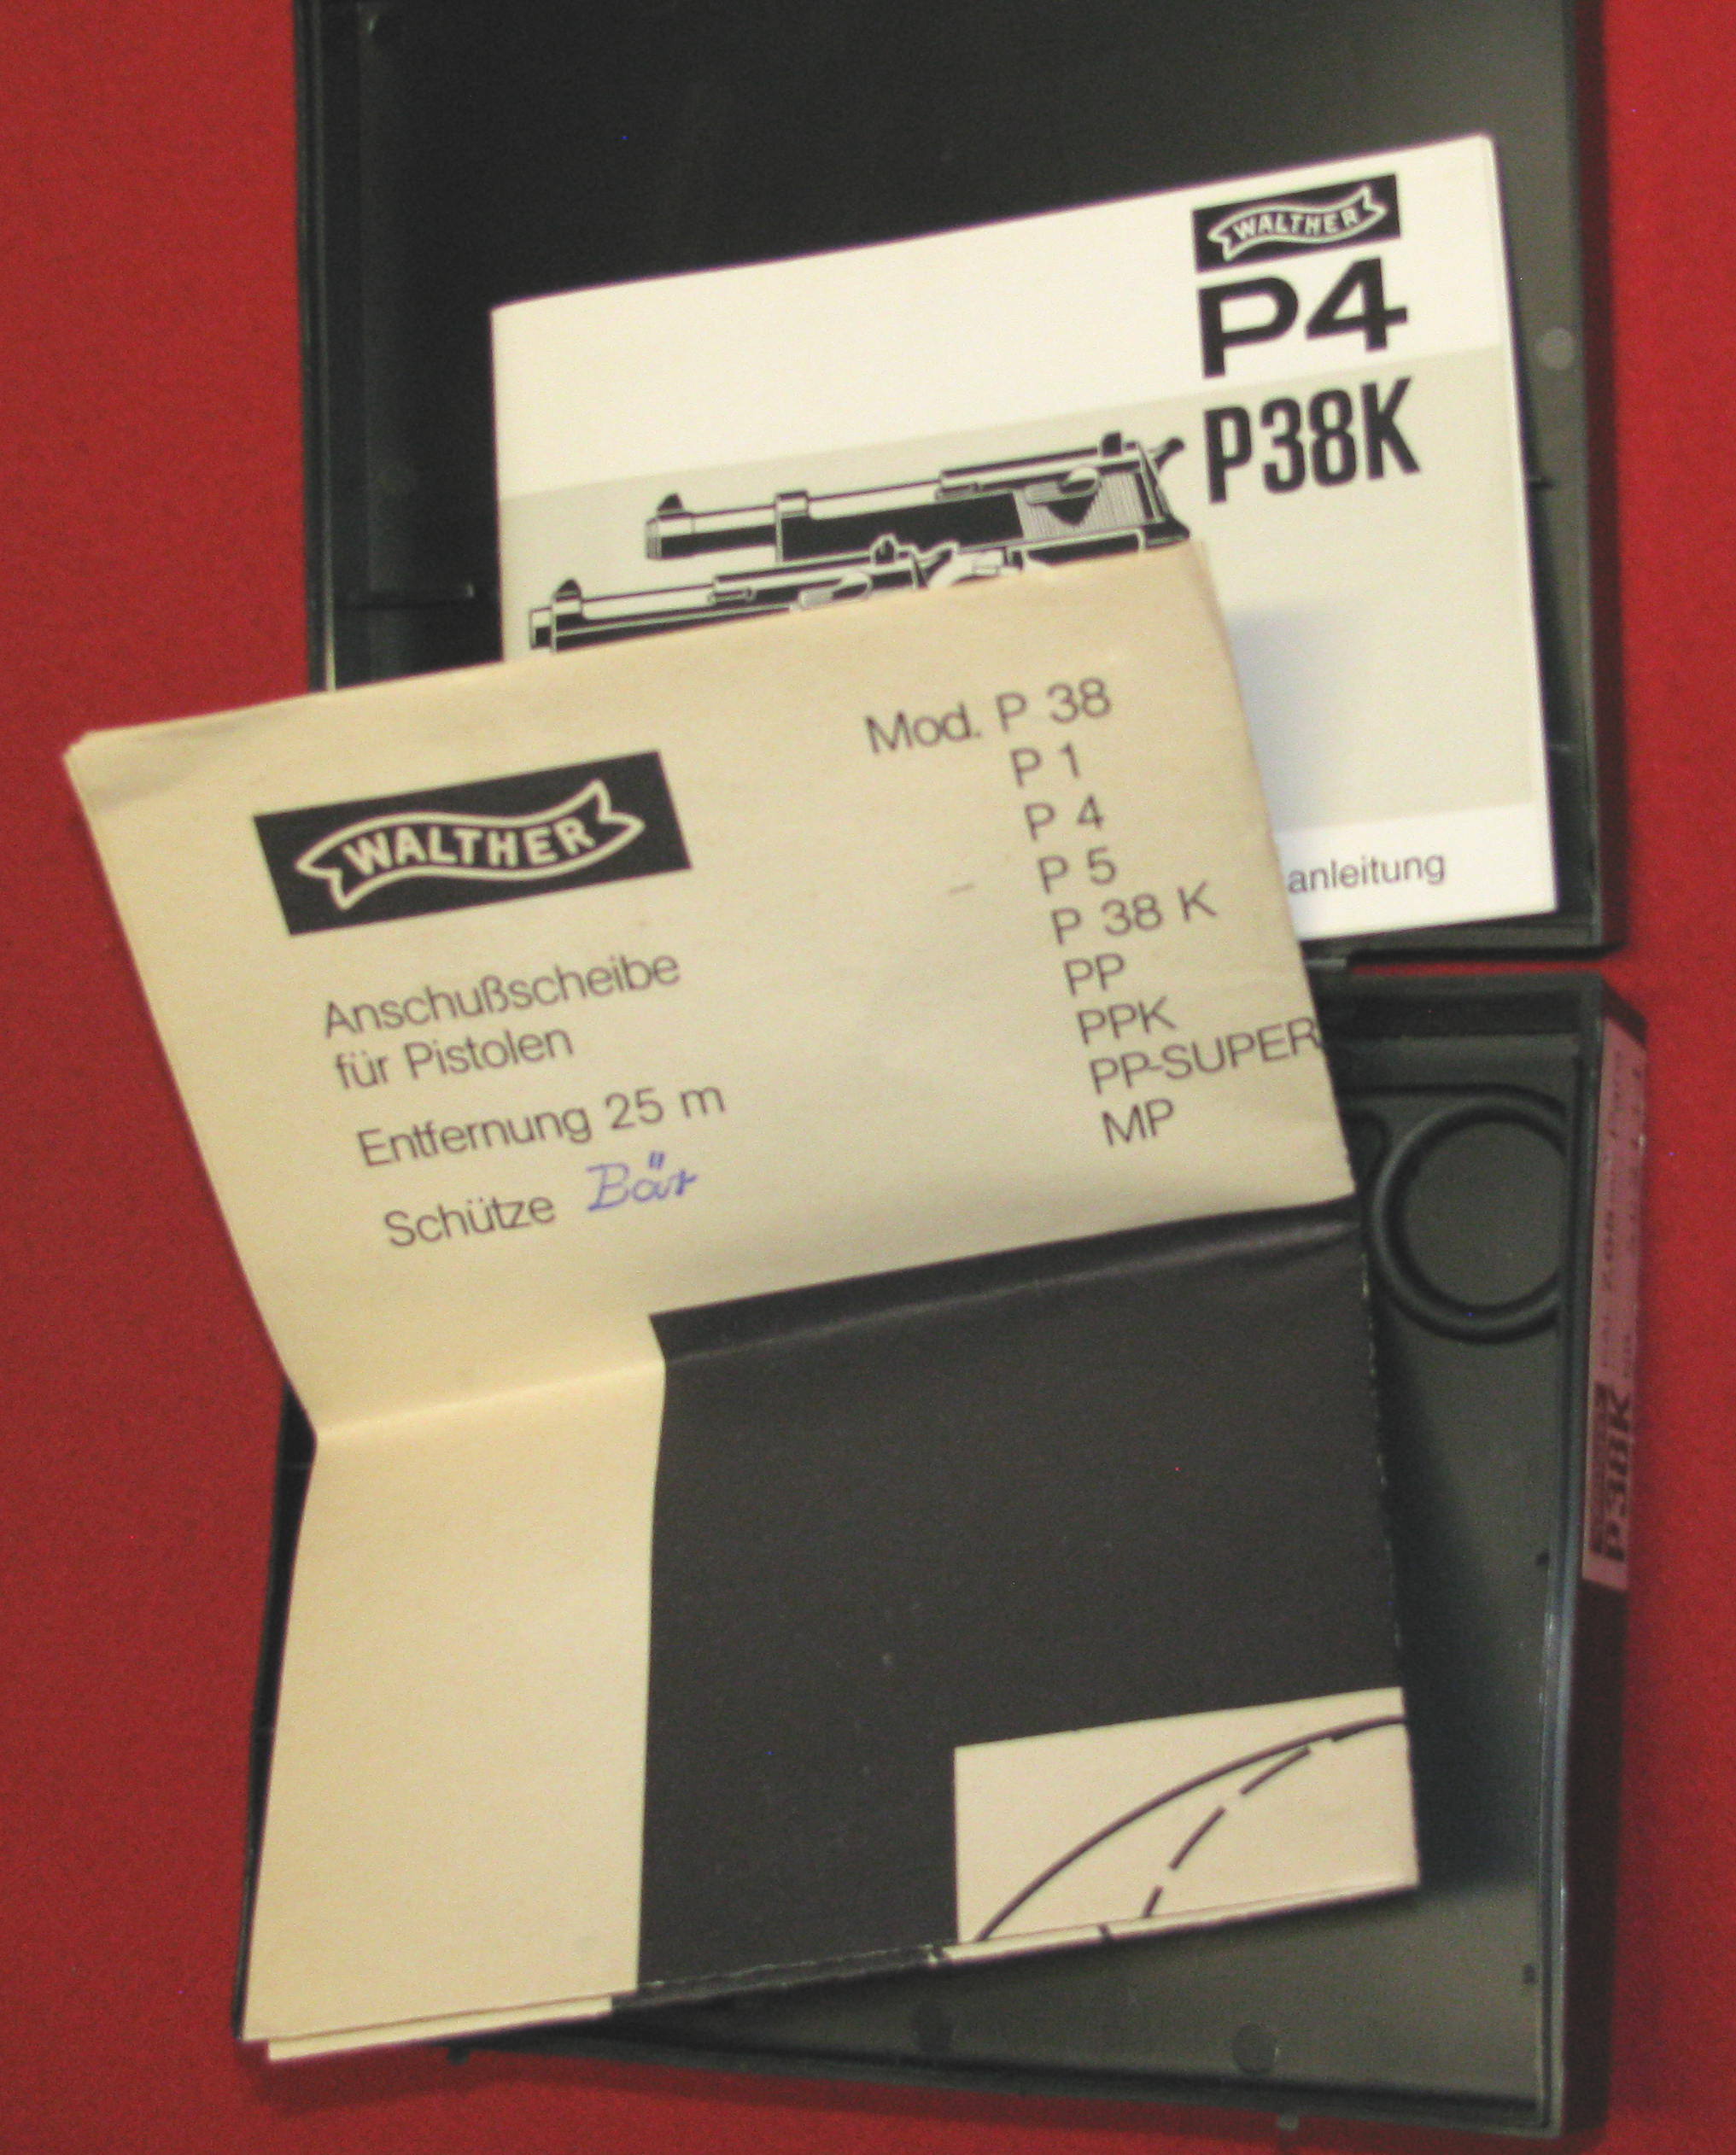 WALTHER
P4
P38K
anleitung
WALTHER
Anschußscheibe
für Pistolen
Entfernung 25 m
Schütze Bär
Mod. P 38
P 1
P 4
P 5
P 38 K
PP
PPK
PP-SUPER
MP
P38K